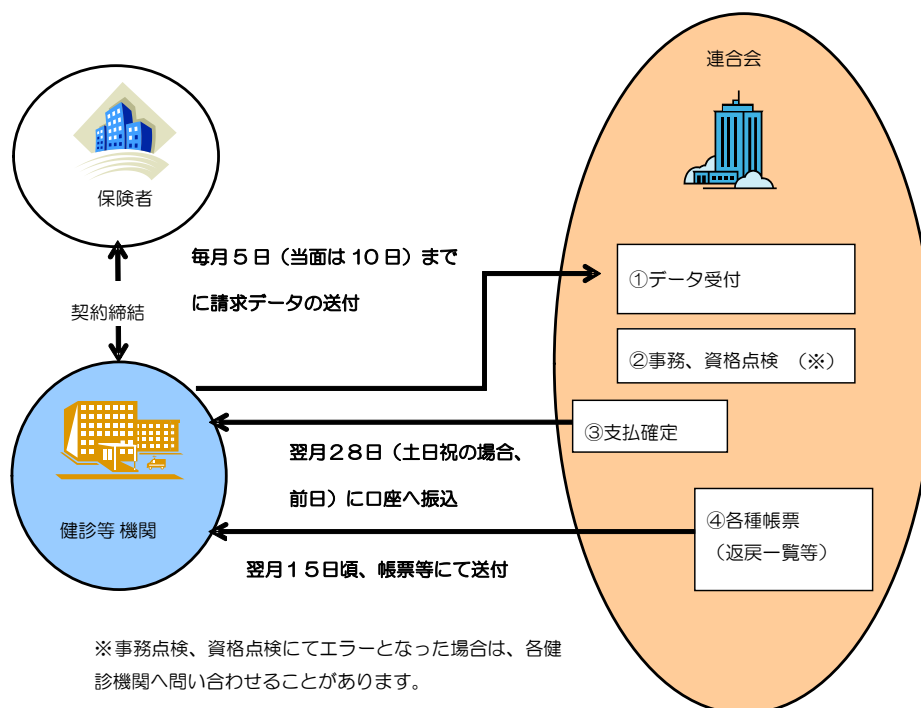 連合会
保険者
毎月5日（当面は10日）まで
に請求データの送付
①データ受付
契約締結
②事務、資格点検　（※）
③支払確定
翌月28日（土日祝の場合、
前日）に口座へ振込
健診等 機関
④各種帳票
（返戻一覧等）
翌月15日頃、帳票等にて送付
※事務点検、資格点検にてエラーとなった場合は、各健
診機関へ問い合わせることがあります。